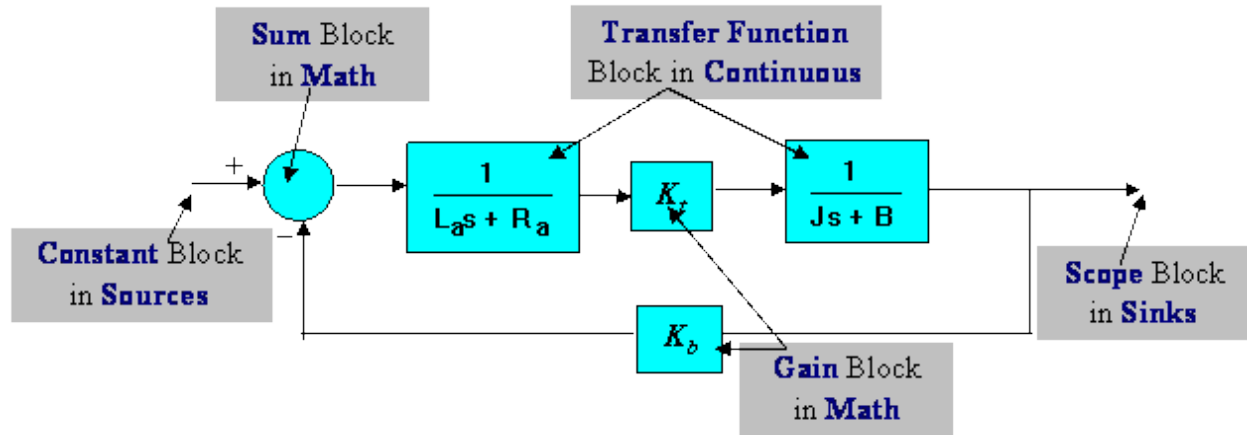 Sum Block
in Math
Transfer Function
Block in Continuous
+
1
Las + Ra
Kt
1
Js + B
−
Constant Block
in Sources
Scope Block
in Sinks
Kb
Gain Block
in Math